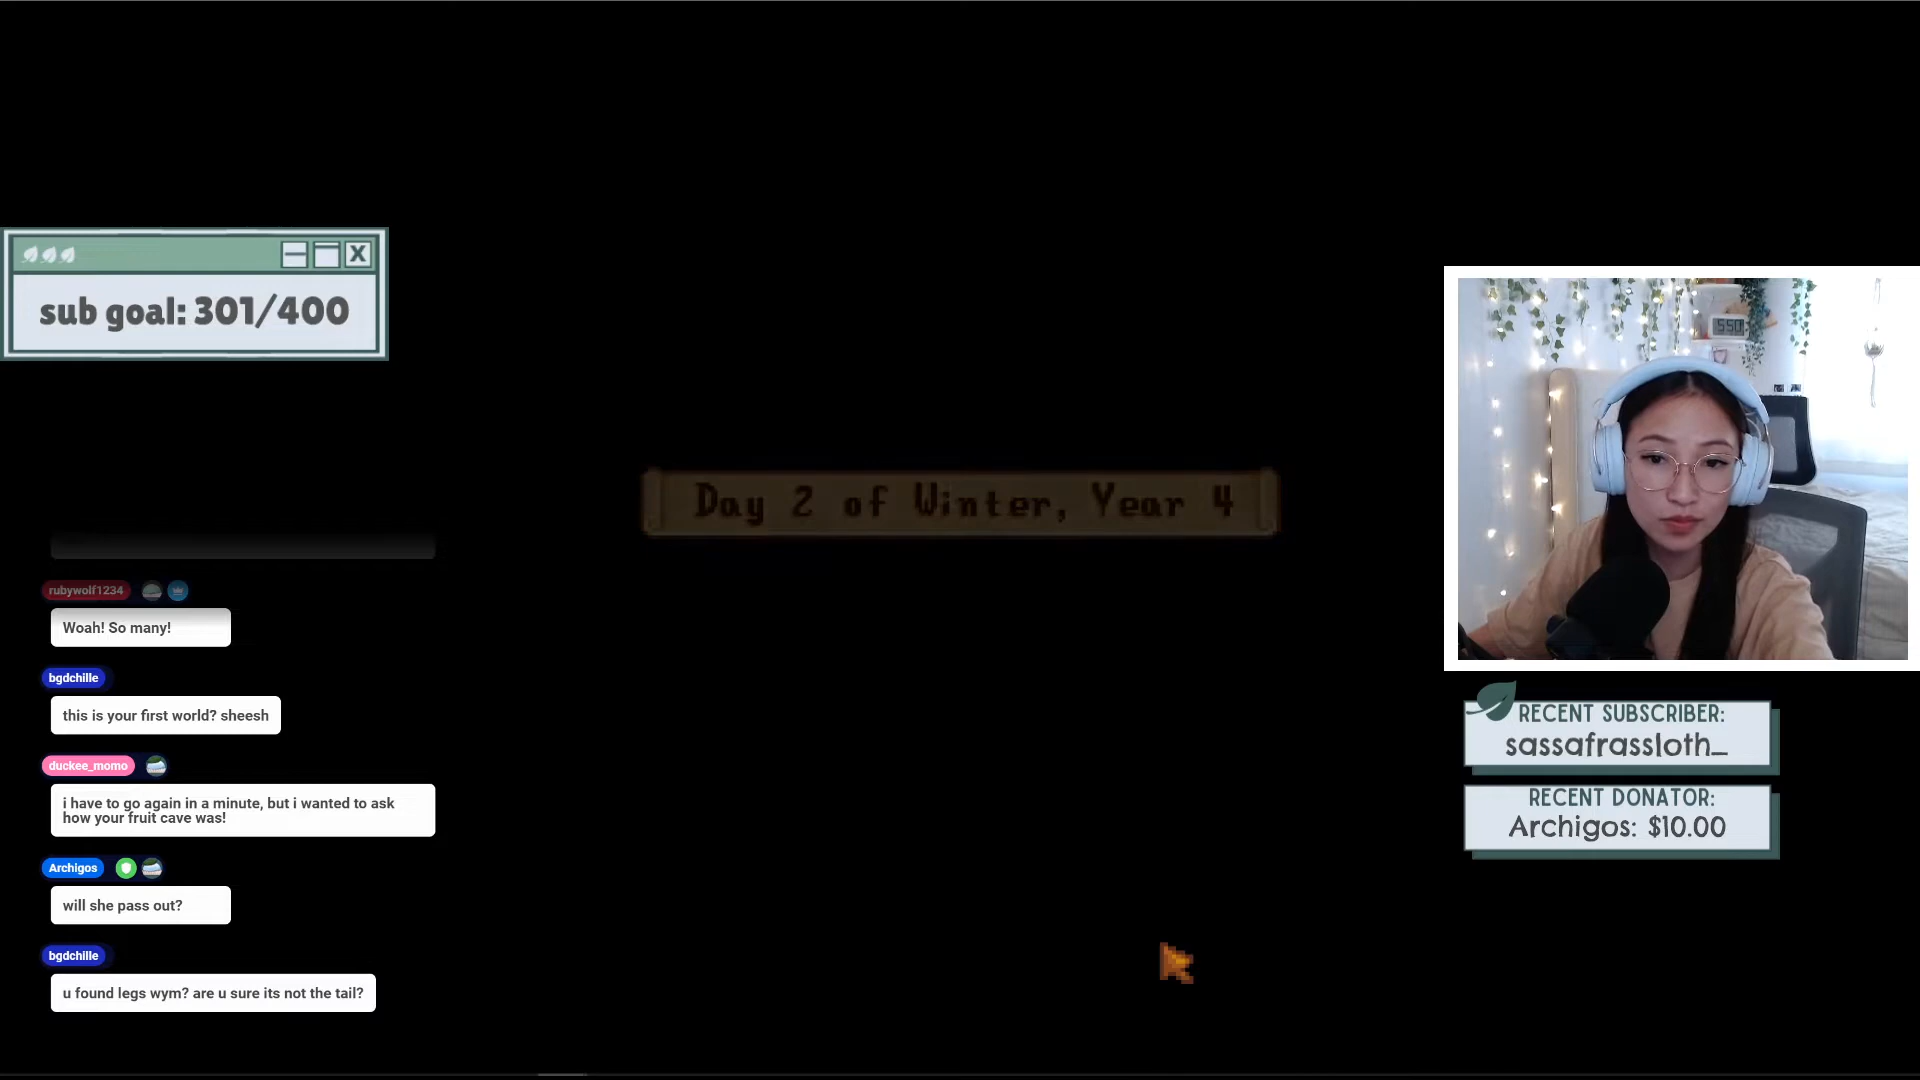 sub goal: 301/400
Day 2 of Winter, Year 4
rubywolf1234
Woah! So many!
bgdchille
this is your first world? sheesh
duckee_momo
i have to go again in a minute, but i wanted to ask
how your fruit cave was!
Archigos
will she pass out?
bgdchille
u found legs wym? are u sure its not the tail?
550
RECENT SUBSCRIBER:
sassafrassloth_
RECENT DONATOR:
Archigos: $10.00